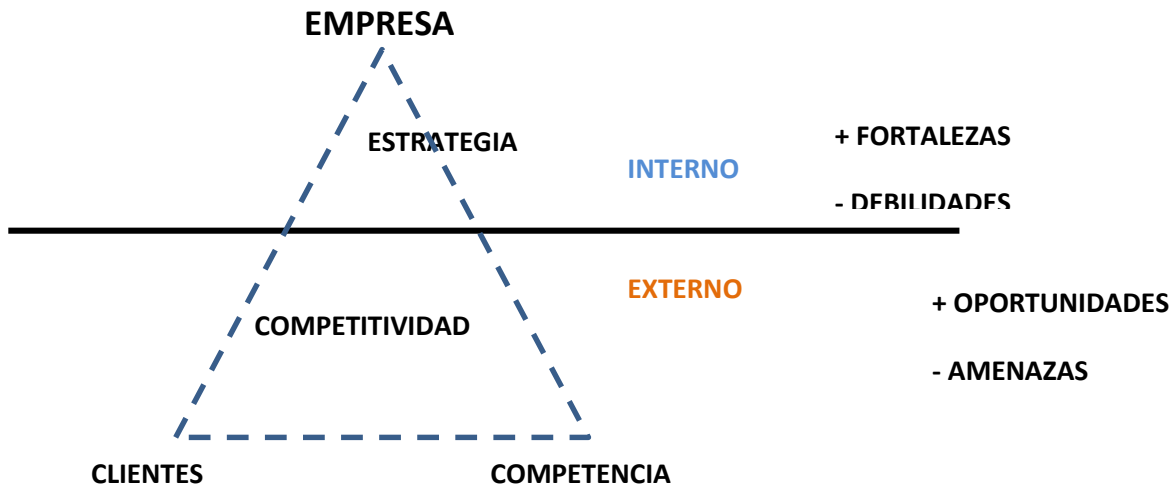 EMPRESA
ESTRATEGIA
+ FORTALEZAS
INTERNO
- DEBILIDADES
EXTERNO
+ OPORTUNIDADES
COMPETITIVIDAD
- AMENAZAS
CLIENTES
COMPETENCIA